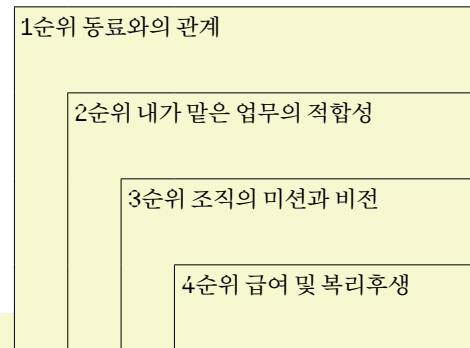 1순위 동료와의 관계
2순위 내가 맡은 업무의 적합성
3순위 조직의 미션과 비전
4순위 급여 및 복리후생